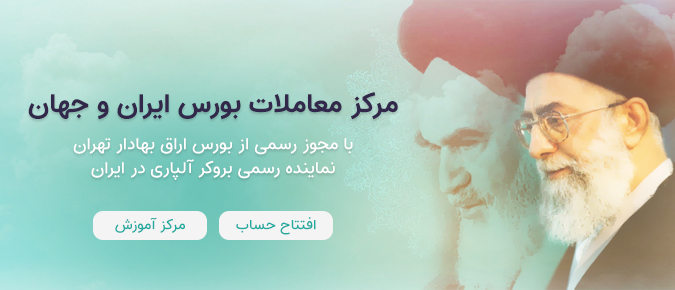 مرکز معاملات بورس ایران و جهان
با مجوز رسمی از بورس اراق بهادار تهران
نماینده رسمی بروکر آلپاری در ایران
افتتاح حساب
مرکز آموزش